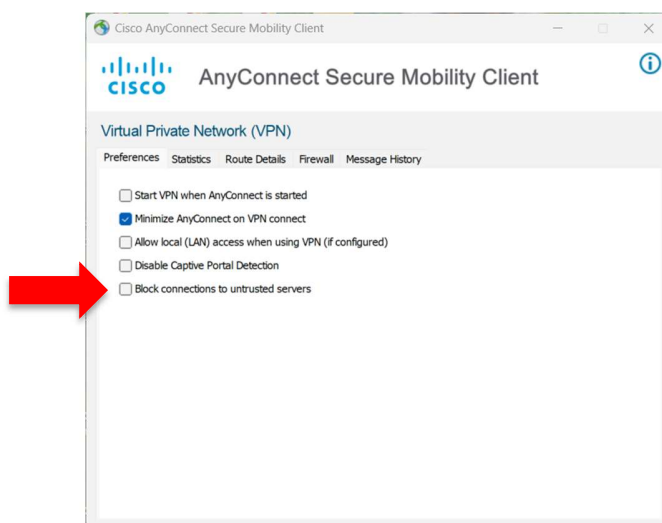 Cisco AnyConnect Secure Mobility Client
CISCO
AnyConnect Secure Mobility Client
Virtual Private Network (VPN)
Preferences Statistics Route Details Firewall Message History
Start VPN when AnyConnect is started
Minimize AnyConnect on VPN connect
Allow local (LAN) access when using VPN (if configured)
Disable Captive Portal Detection
Block connections to untrusted servers